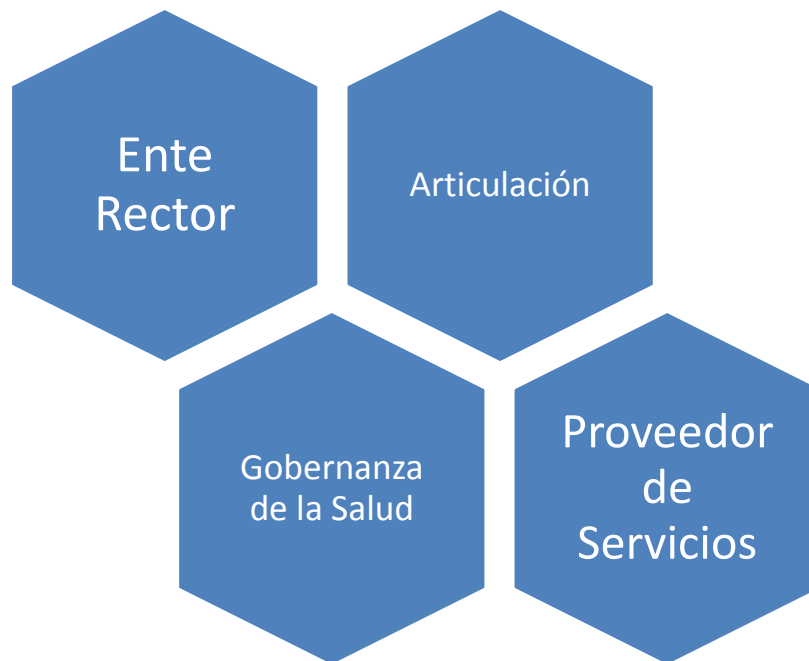 Ente
Rector
Articulación
Gobernanza
de la Salud
Proveedor
de
Servicios